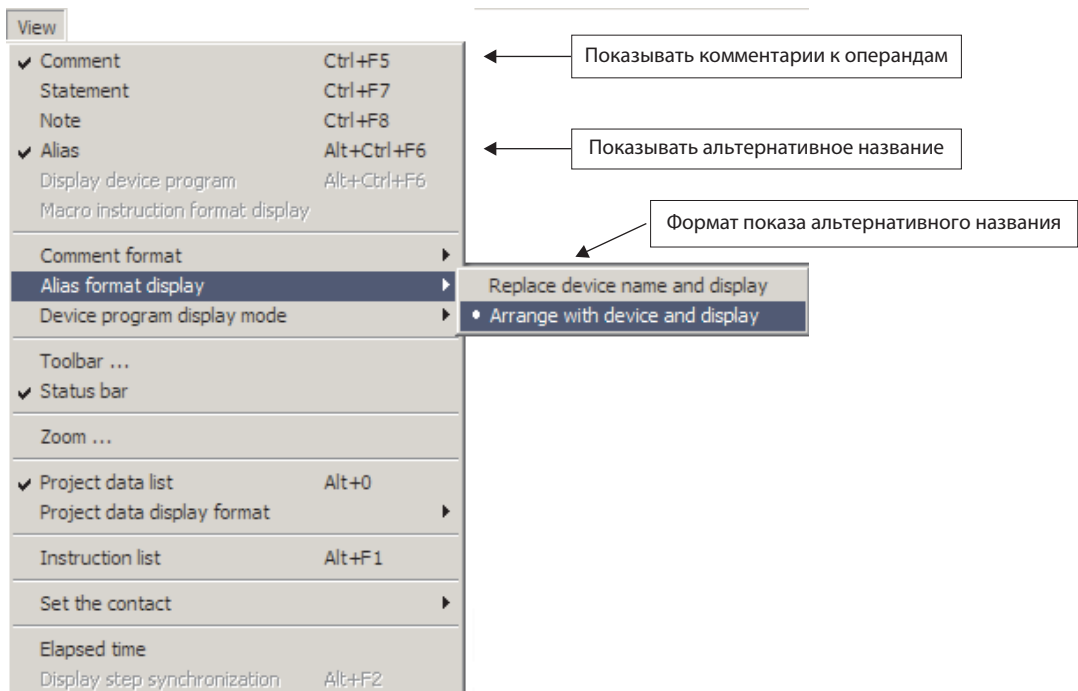 View
Comment Ctrl+F5
Показывать комментарии к операндам
Statement Ctrl+F7
Note Ctrl+F8
Alias Alt+Ctrl+F6
Показывать альтернативное название
Display device program Alt+Ctrl+F6
Macro instruction format display
Формат показа альтернативного названия
Comment format
Alias format display
Replace device name and display
Device program display mode
Arrange with device and display
Toolbar ...
Status bar
Zoom ...
Project data list Alt+0
Project data display format
Instruction list Alt+F1
Set the contact
Elapsed time
Display step synchronization Alt+F2